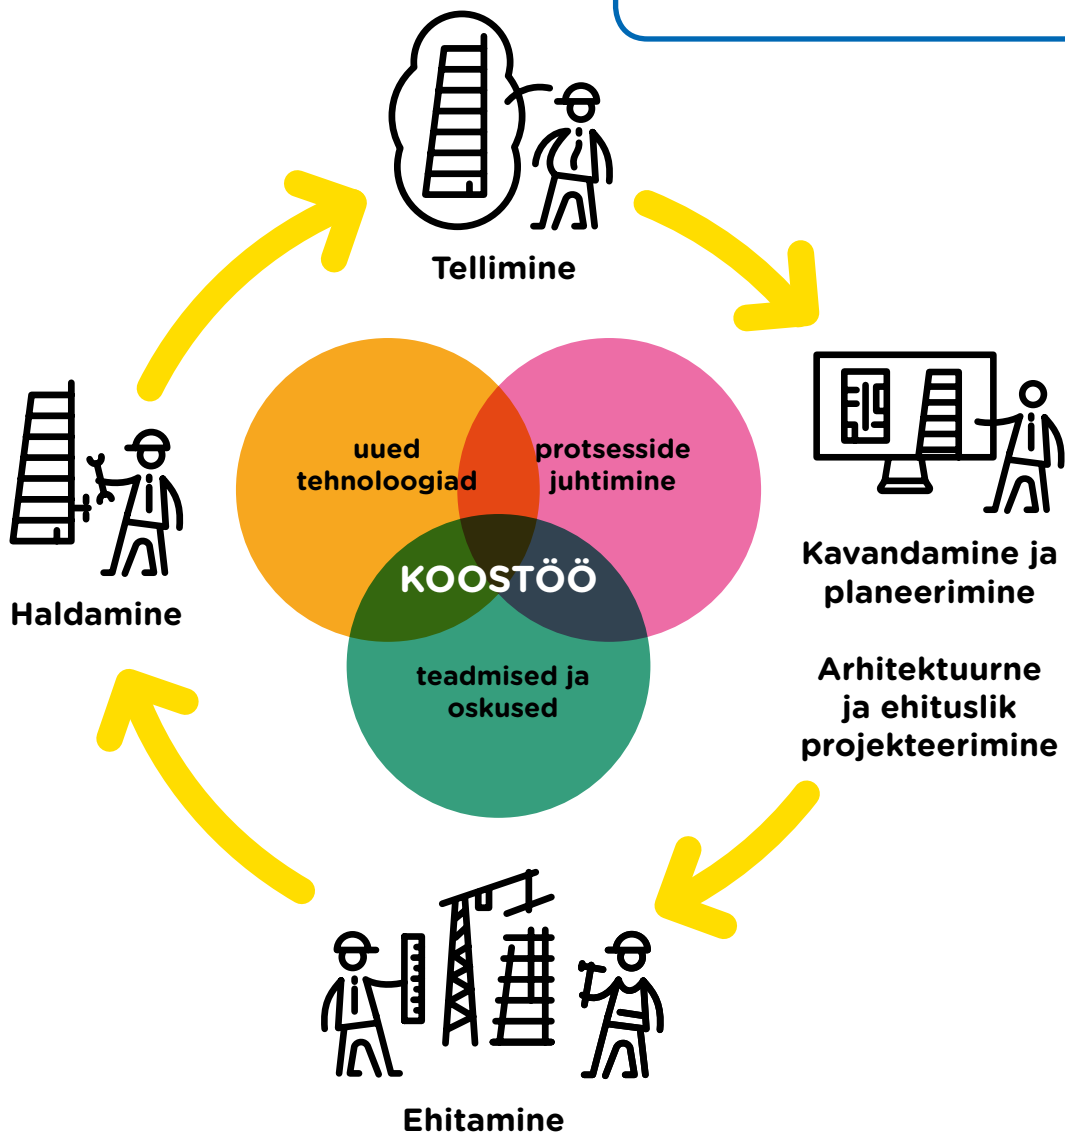 Tellimine
uued
tehnoloogiad
protsesside
juhtimine
KOOSTÖÖ
teadmised ja
oskused
Kavandamine ja
planeerimine
Arhitektuurne
ja ehituslik
projekteerimine
Haldamine
Ehitamine